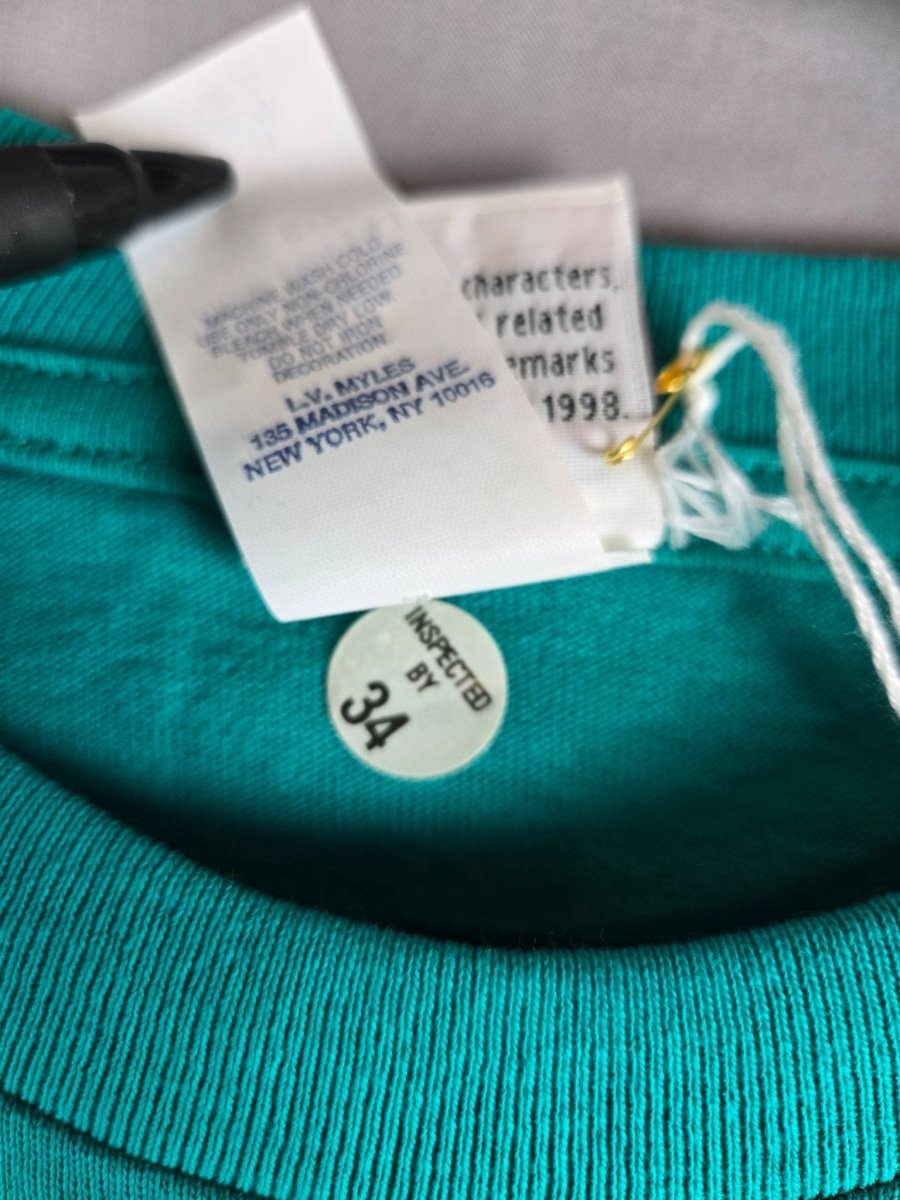 MACHINE WASH COLD
USE ONLY NON-CHLORINE
BLEACH WHEN NEEDED
TUMBLE DRY LOW
DO NOT IRON
DECORATION.
L.V. MYLES
135 MADISON AVE.
NEW YORK, NY 10016
characters,
related
1998.
INSPECTED
BY
34